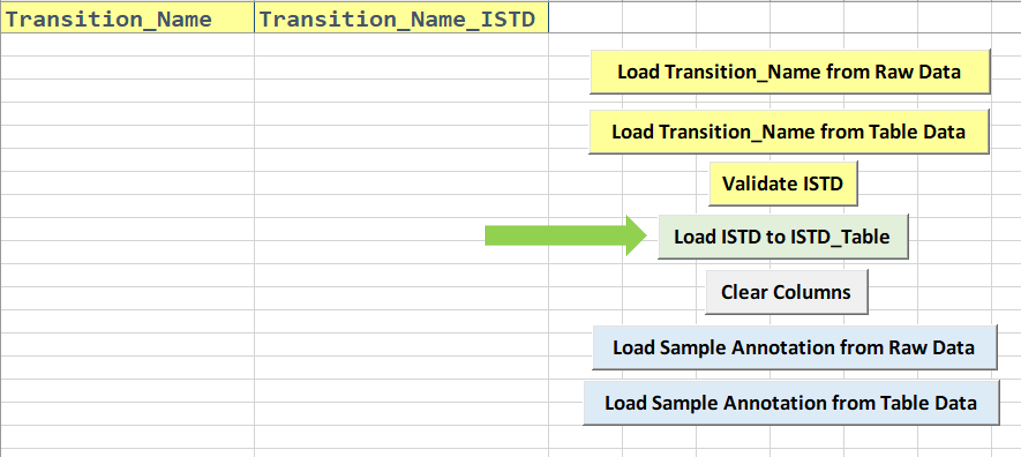 Transition_Name Transition_Name_ISTD
Load Transition_Name from Raw Data
Load Transition_Name from Table Data
Validate ISTD
Load ISTD to ISTD_Table
Clear Columns
Load Sample Annotation from Raw Data
Load Sample Annotation from Table Data